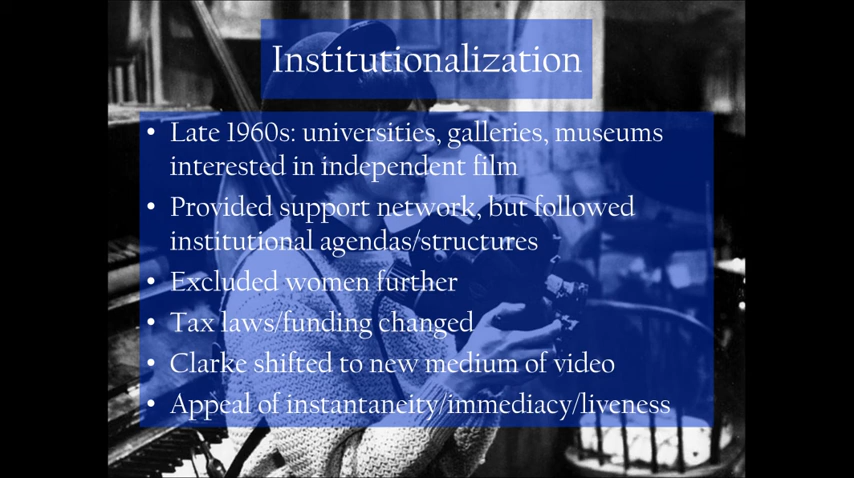 Institutionalization
• Late 1960s: universities, galleries, museums
interested in independent film
• Provided support network, but followed
institutional agendas/structures
• Excluded women further
• Tax laws/funding changed
• Clarke shifted to new medium of video
• Appeal of instantaneity/immediacy/liveness